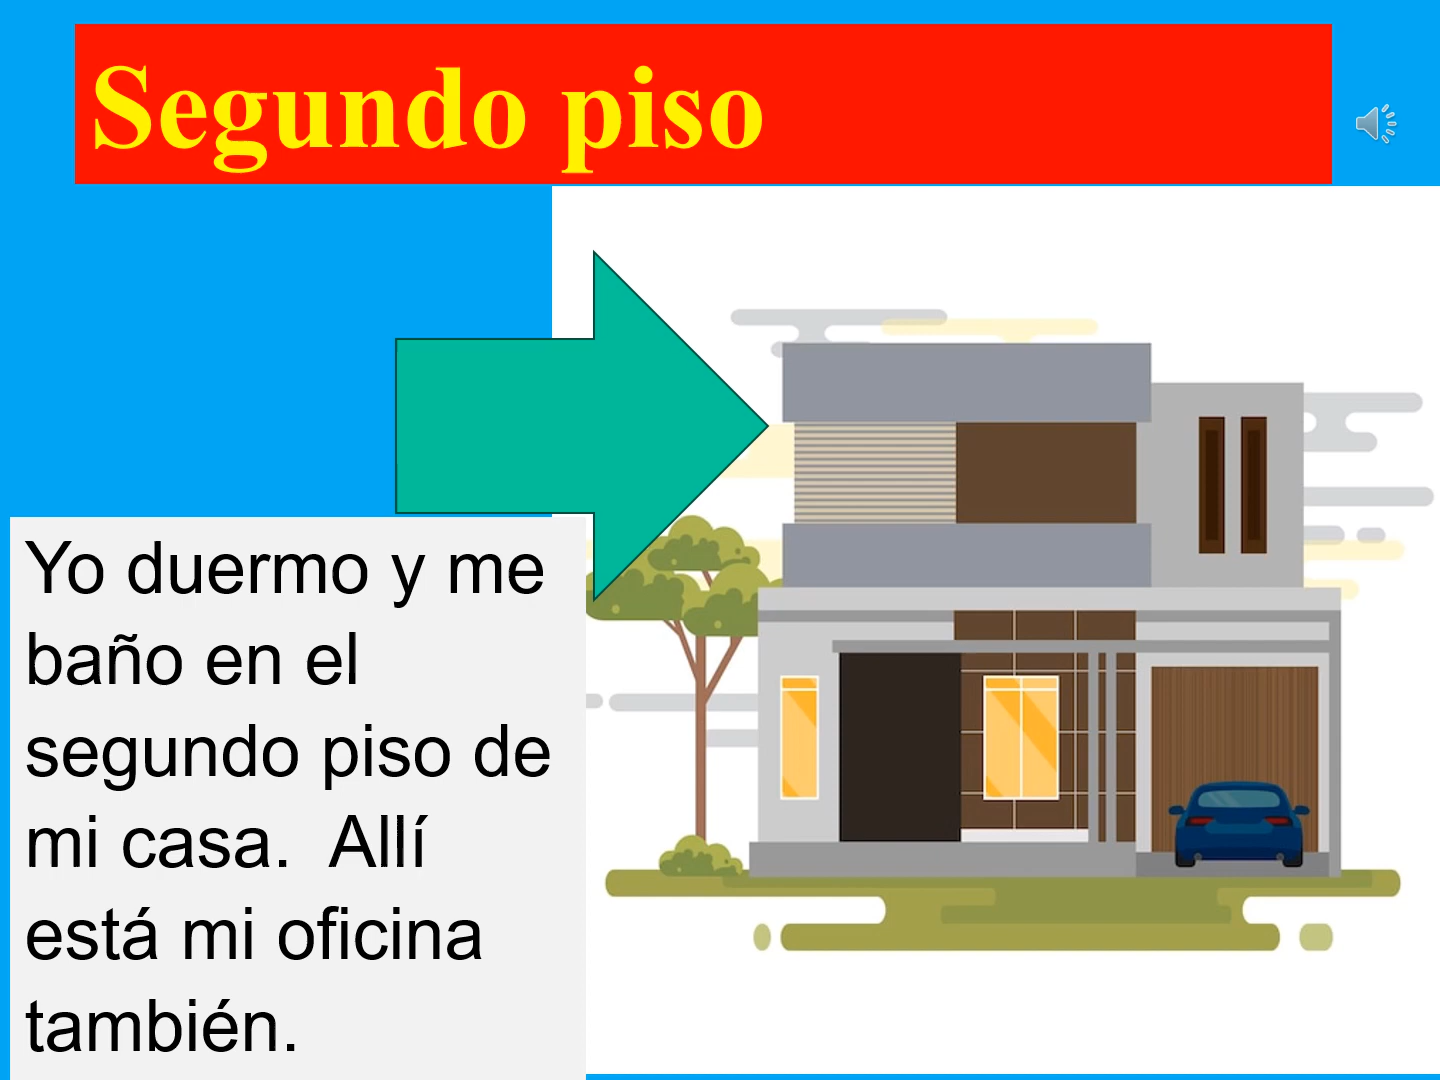 Segundo piso
Yo duermo y me
baño en el
segundo piso de
mi casa.  Allí
está mi oficina
también.